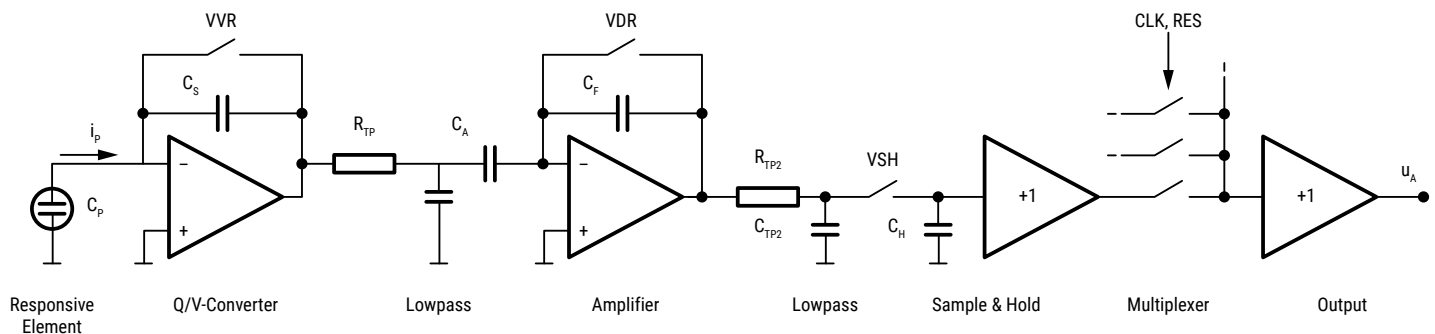 VVR
VDR
CLK, RES
C_S
C_F
i_P
R_TP
C_A
R_TP2
VSH
u_A
C_P
−
+
−
+
C_TP2
C_H
+1
+1
Responsive
Element
Q/V-Converter
Lowpass
Amplifier
Lowpass
Sample & Hold
Multiplexer
Output